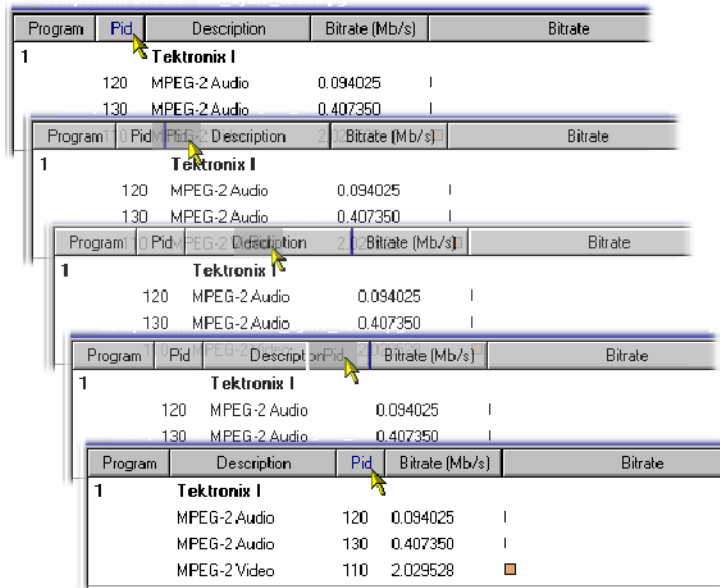 Program Pid Description Bitrate (Mb/s) Bitrate
1 Tektronix I
120 MPEG-2 Audio 0.094025
130 MPEG-2 Audio 0.407350
Program Pid Pid Description Bitrate (Mb/s) Bitrate
1 Tektronix I
120 MPEG-2 Audio 0.094025
130 MPEG-2 Audio 0.407350
Program Pid Description Bitrate (Mb/s) Bitrate
1 Tektronix I
120 MPEG-2 Audio 0.094025
130 MPEG-2 Audio 0.407350
Program Pid Description Pid Bitrate (Mb/s) Bitrate
1 Tektronix I
120 MPEG-2 Audio 0.094025
130 MPEG-2 Audio 0.407350
Program Description Pid Bitrate (Mb/s) Bitrate
1 Tektronix I
MPEG-2 Audio 120 0.094025
MPEG-2 Audio 130 0.407350
MPEG-2 Video 110 2.029528